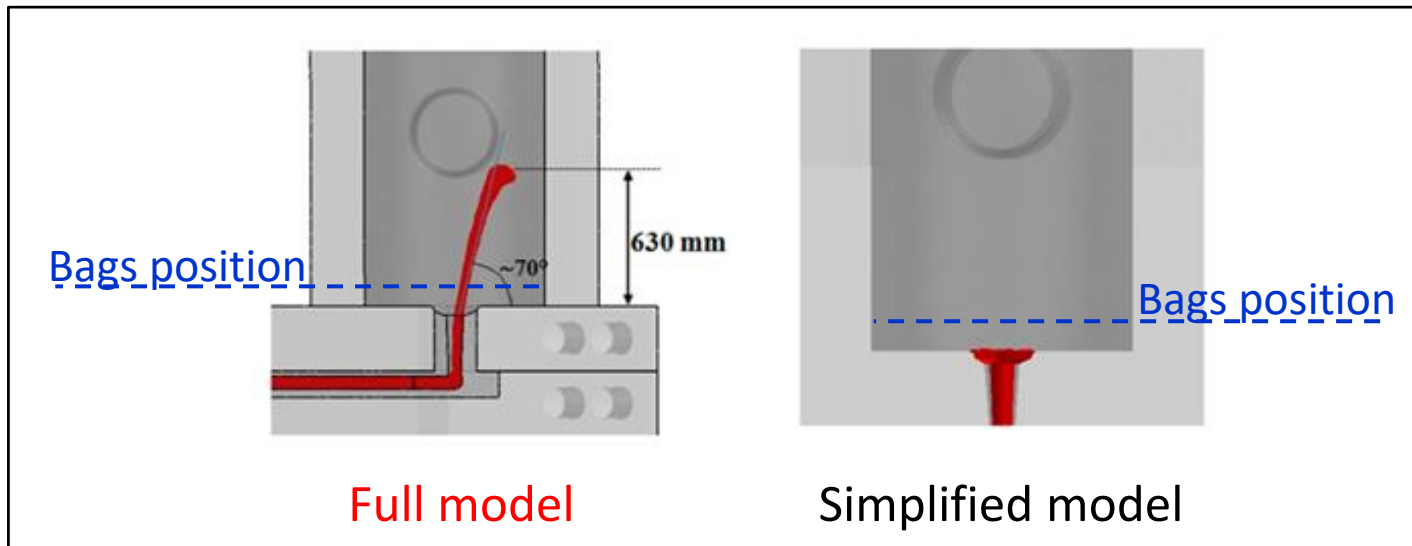 Bags position
~70°
630 mm
Bags position
Full model
Simplified model